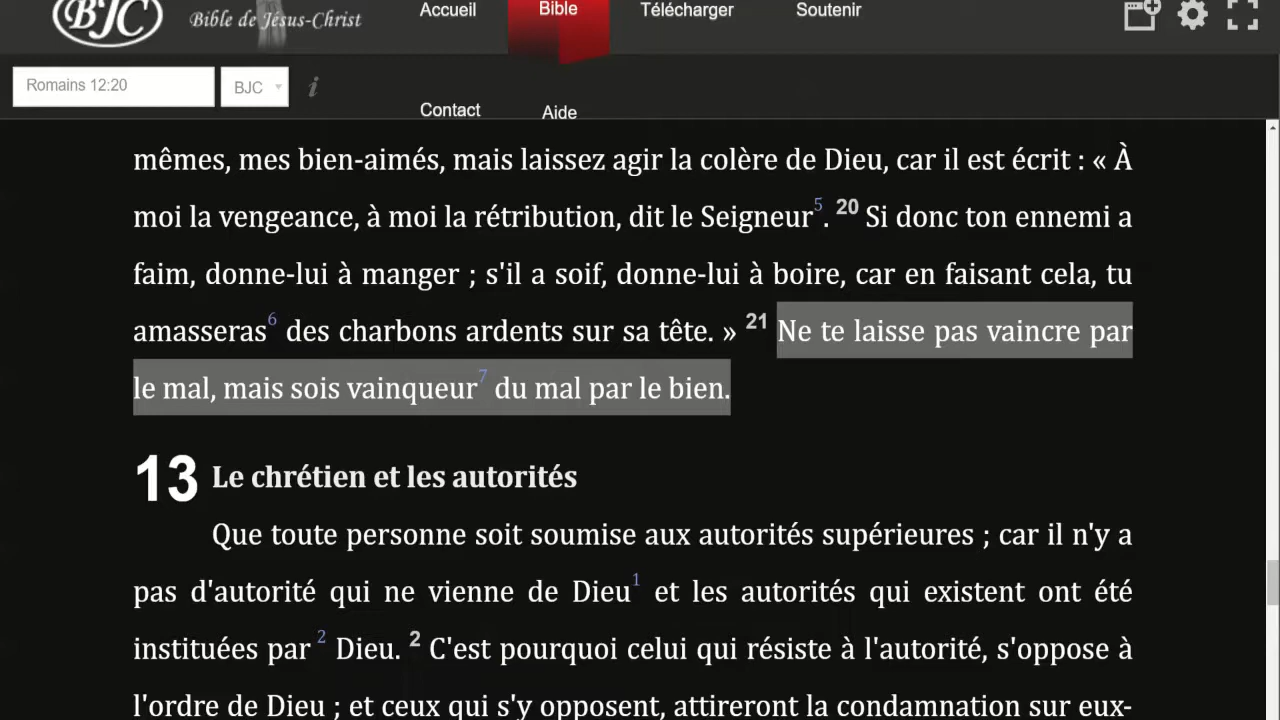 BJC Bible de Jésus-Christ Accueil Bible Télécharger Soutenir
Romains 12:20 BJC i Contact Aide
mêmes, mes bien-aimés, mais laissez agir la colère de Dieu, car il est écrit : « À
moi la vengeance, à moi la rétribution, dit le Seigneur5. 20 Si donc ton ennemi a
faim, donne-lui à manger ; s'il a soif, donne-lui à boire, car en faisant cela, tu
amasseras6 des charbons ardents sur sa tête. » 21 Ne te laisse pas vaincre par
le mal, mais sois vainqueur7 du mal par le bien.
13 Le chrétien et les autorités
Que toute personne soit soumise aux autorités supérieures ; car il n'y a
pas d'autorité qui ne vienne de Dieu1 et les autorités qui existent ont été
instituées par 2 Dieu. 2 C'est pourquoi celui qui résiste à l'autorité, s'oppose à
l'ordre de Dieu ; et ceux qui s'y opposent, attireront la condamnation sur eux-